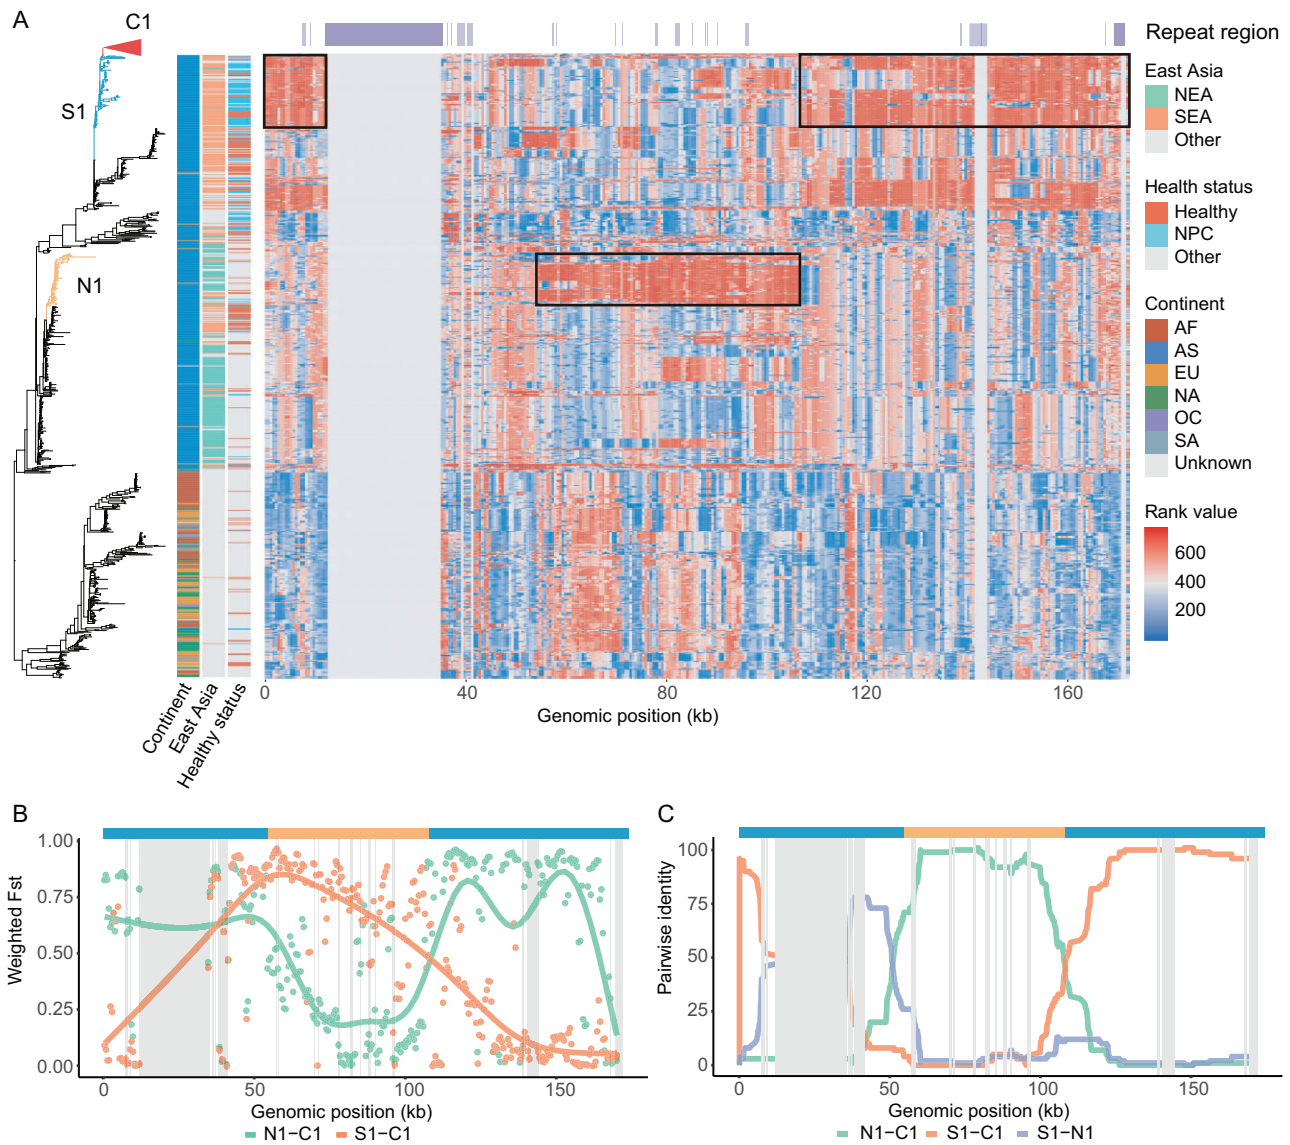 A
C1
S1
N1
Repeat region
East Asia
NEA
SEA
Other
Health status
Healthy
NPC
Other
Continent
AF
AS
EU
NA
OC
SA
Unknown
Rank value
600
400
200
0 40 80 120 160
Genomic position (kb)
Continent
East Asia
Healthy status
B
Weighted Fst
1.00
0.75
0.50
0.25
0.00
0 50 100 150
Genomic position (kb)
N1−C1 S1−C1
C
Pairwise identity
100
75
50
25
0
0 50 100 150
Genomic position (kb)
N1−C1 S1−C1 S1−N1